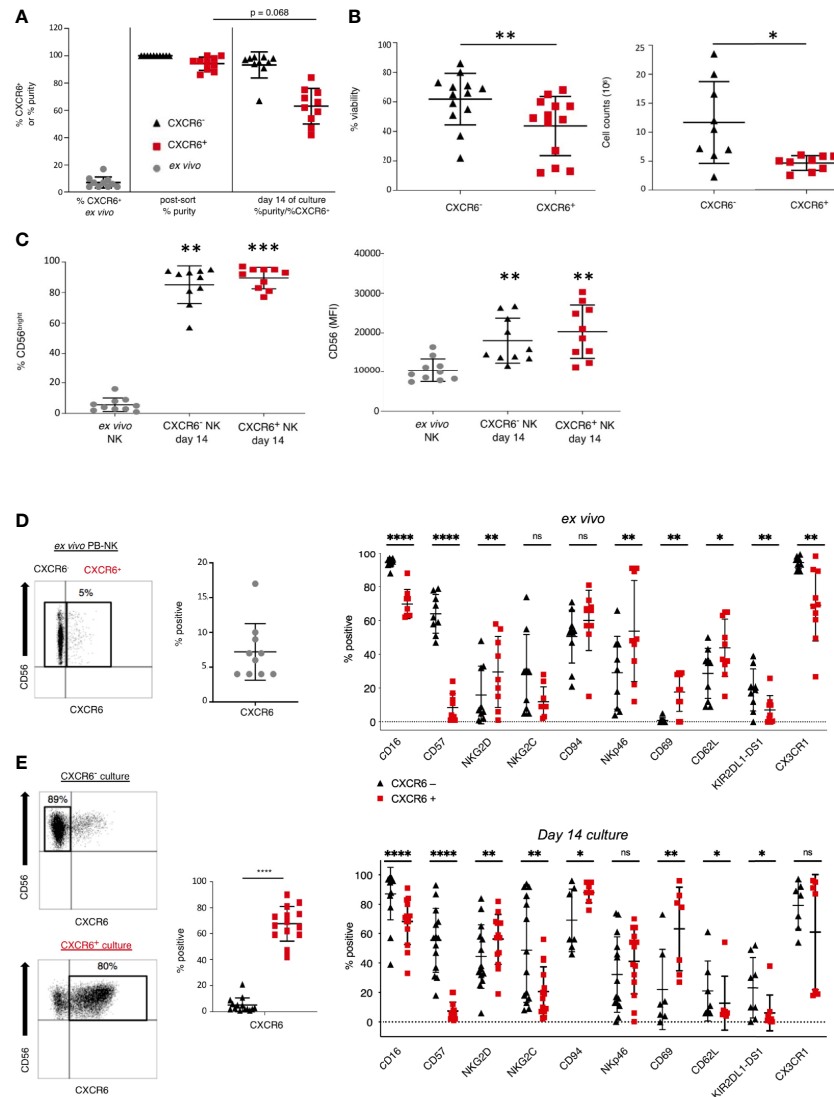 A
p = 0.068
% CXCR6+
or % purity
120
100
80
60
40
20
0
CXCR6-
CXCR6+
ex vivo
% CXCR6+
ex vivo
post-sort
% purity
day 14 of culture
%purity/%CXCR6+
B
**
% viability
100
80
60
40
20
0
CXCR6-
CXCR6+
*
Cell counts (10⁶)
25
20
15
10
5
0
CXCR6-
CXCR6+
C
** ***
% CD56bright
100
80
60
40
20
0
ex vivo
NK
CXCR6- NK
day 14
CXCR6+ NK
day 14
** **
CD56 (MFI)
40000
30000
20000
10000
0
ex vivo
NK
CXCR6- NK
day 14
CXCR6+ NK
day 14
D
ex vivo PB-NK
CXCR6- CXCR6+
5%
CD56
CXCR6
% positive
20
15
10
5
0
CXCR6
ex vivo
**** **** ** ns ns ** ** * ** **
% positive
100
80
60
40
20
0
CD16 CD57 NKG2D NKG2C CD94 NKp46 CD69 CD62L KIR2DL1-DS1 CX3CR1
CXCR6 –
CXCR6 +
E
CXCR6- culture
89%
CD56
CXCR6
CXCR6+ culture
80%
CD56
CXCR6
****
% positive
100
80
60
40
20
0
CXCR6
Day 14 culture
**** **** ** ** * ns ** * * ns
% positive
100
80
60
40
20
0
CD16 CD57 NKG2D NKG2C CD94 NKp46 CD69 CD62L KIR2DL1-DS1 CX3CR1